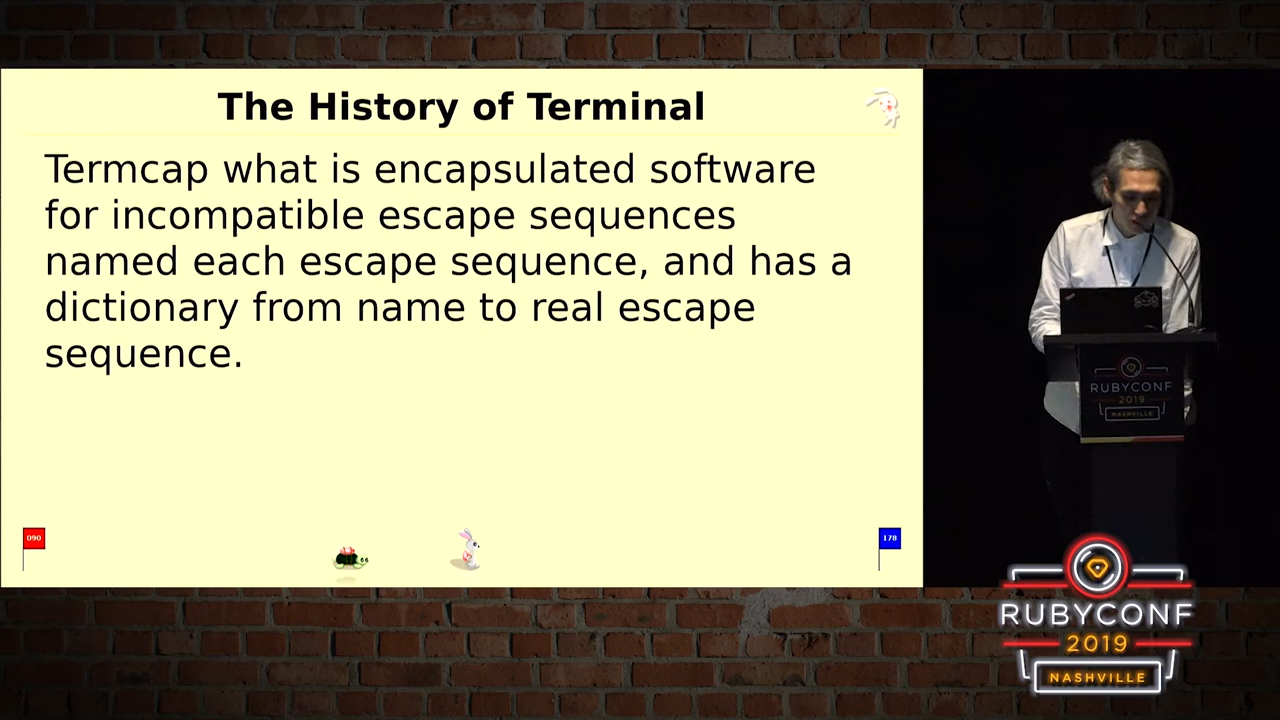 The History of Terminal
Termcap what is encapsulated software
for incompatible escape sequences
named each escape sequence, and has a
dictionary from name to real escape
sequence.
090
178
RUBYCONF
2019
NASHVILLE
RUBYCONF
2019
NASHVILLE